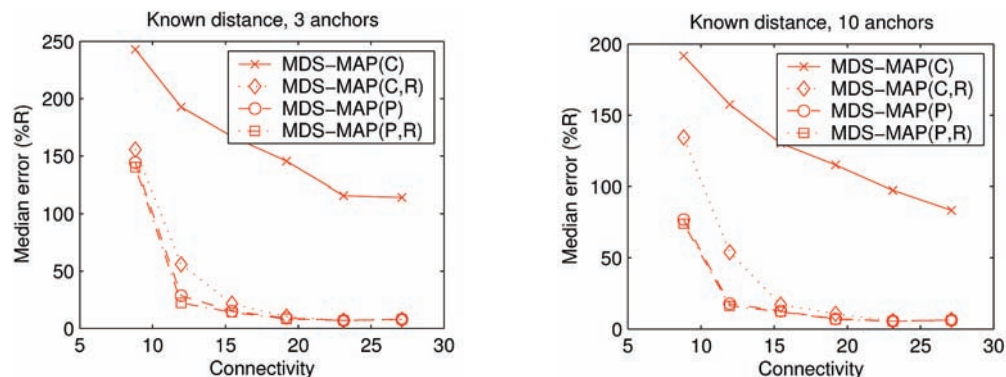 Known distance, 3 anchors
250
200
150
100
50
0
5 10 15 20 25 30
Median error (%R)
Connectivity
MDS-MAP(C)
MDS-MAP(C,R)
MDS-MAP(P)
MDS-MAP(P,R)
Known distance, 10 anchors
200
150
100
50
0
5 10 15 20 25 30
Median error (%R)
Connectivity
MDS-MAP(C)
MDS-MAP(C,R)
MDS-MAP(P)
MDS-MAP(P,R)